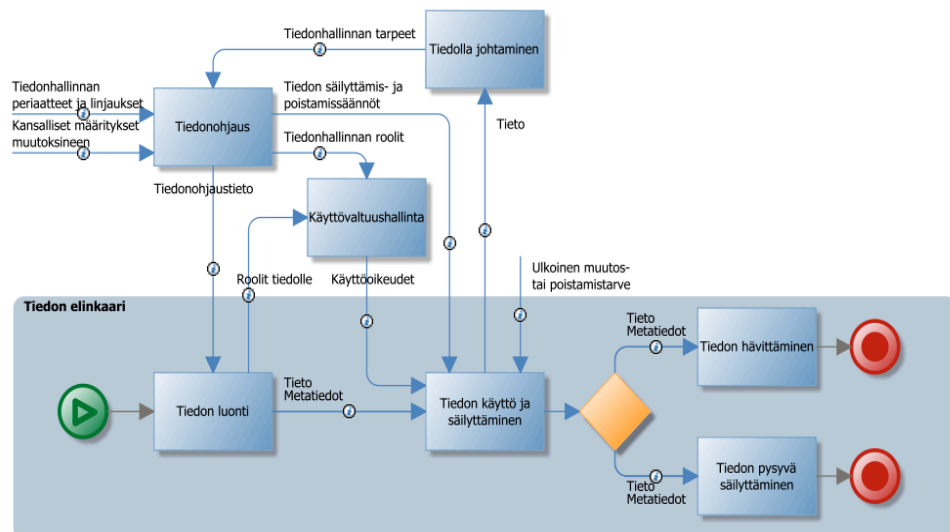 Tiedonhallinnan tarpeet
Tiedolla johtaminen
Tiedonhallinnan
periaatteet ja linjaukset
Kansalliset määritykset
muutoksineen
Tiedonohjaus
Tiedon säilyttämis- ja
poistamissäännöt
Tiedonhallinnan roolit
Tieto
Tiedonohjaustieto
Käyttövaltuushallinta
Roolit tiedolle
Käyttöoikeudet
Ulkoinen muutos-
tai poistamistarve
Tiedon elinkaari
Tiedon luonti
Tieto
Metatiedot
Tiedon käyttö ja
säilyttäminen
Tieto
Metatiedot
Tiedon hävittäminen
Tieto
Metatiedot
Tiedon pysyvä
säilyttäminen